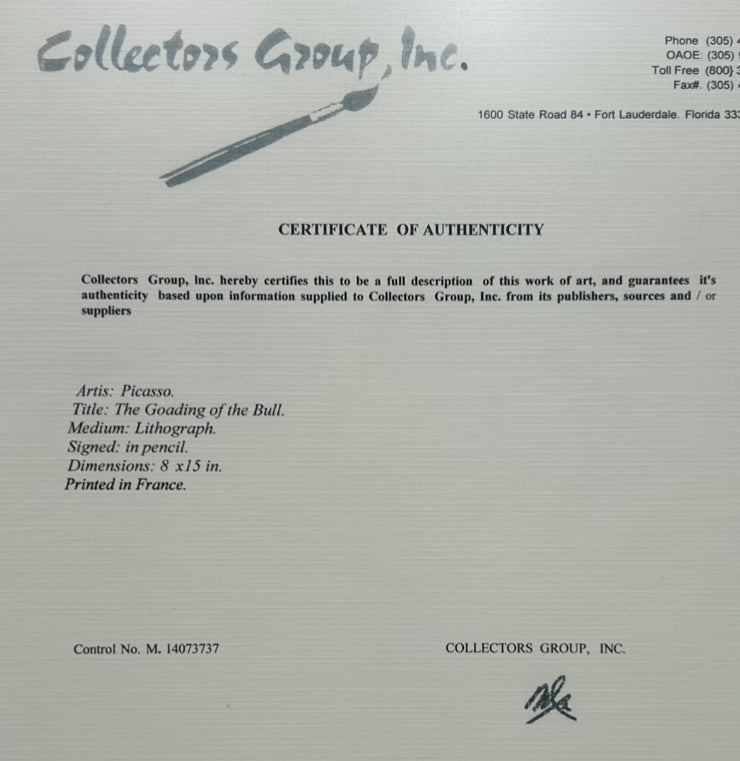 Collectors Group, Inc.
Phone (305)
OAOE: (305)
Toll Free (800}
Fax#. (305)
1600 State Road 84 • Fort Lauderdale. Florida
CERTIFICATE OF AUTHENTICITY
Collectors Group, Inc. hereby certifies this to be a full description of this work of art, and guarantees it's
authenticity based upon information supplied to Collectors Group, Inc. from its publishers, sources and / or
suppliers
Artis: Picasso.
Title: The Goading of the Bull.
Medium: Lithograph.
Signed: in pencil.
Dimensions: 8 x15 in.
Printed in France.
Control No. M. 14073737
COLLECTORS GROUP, INC.